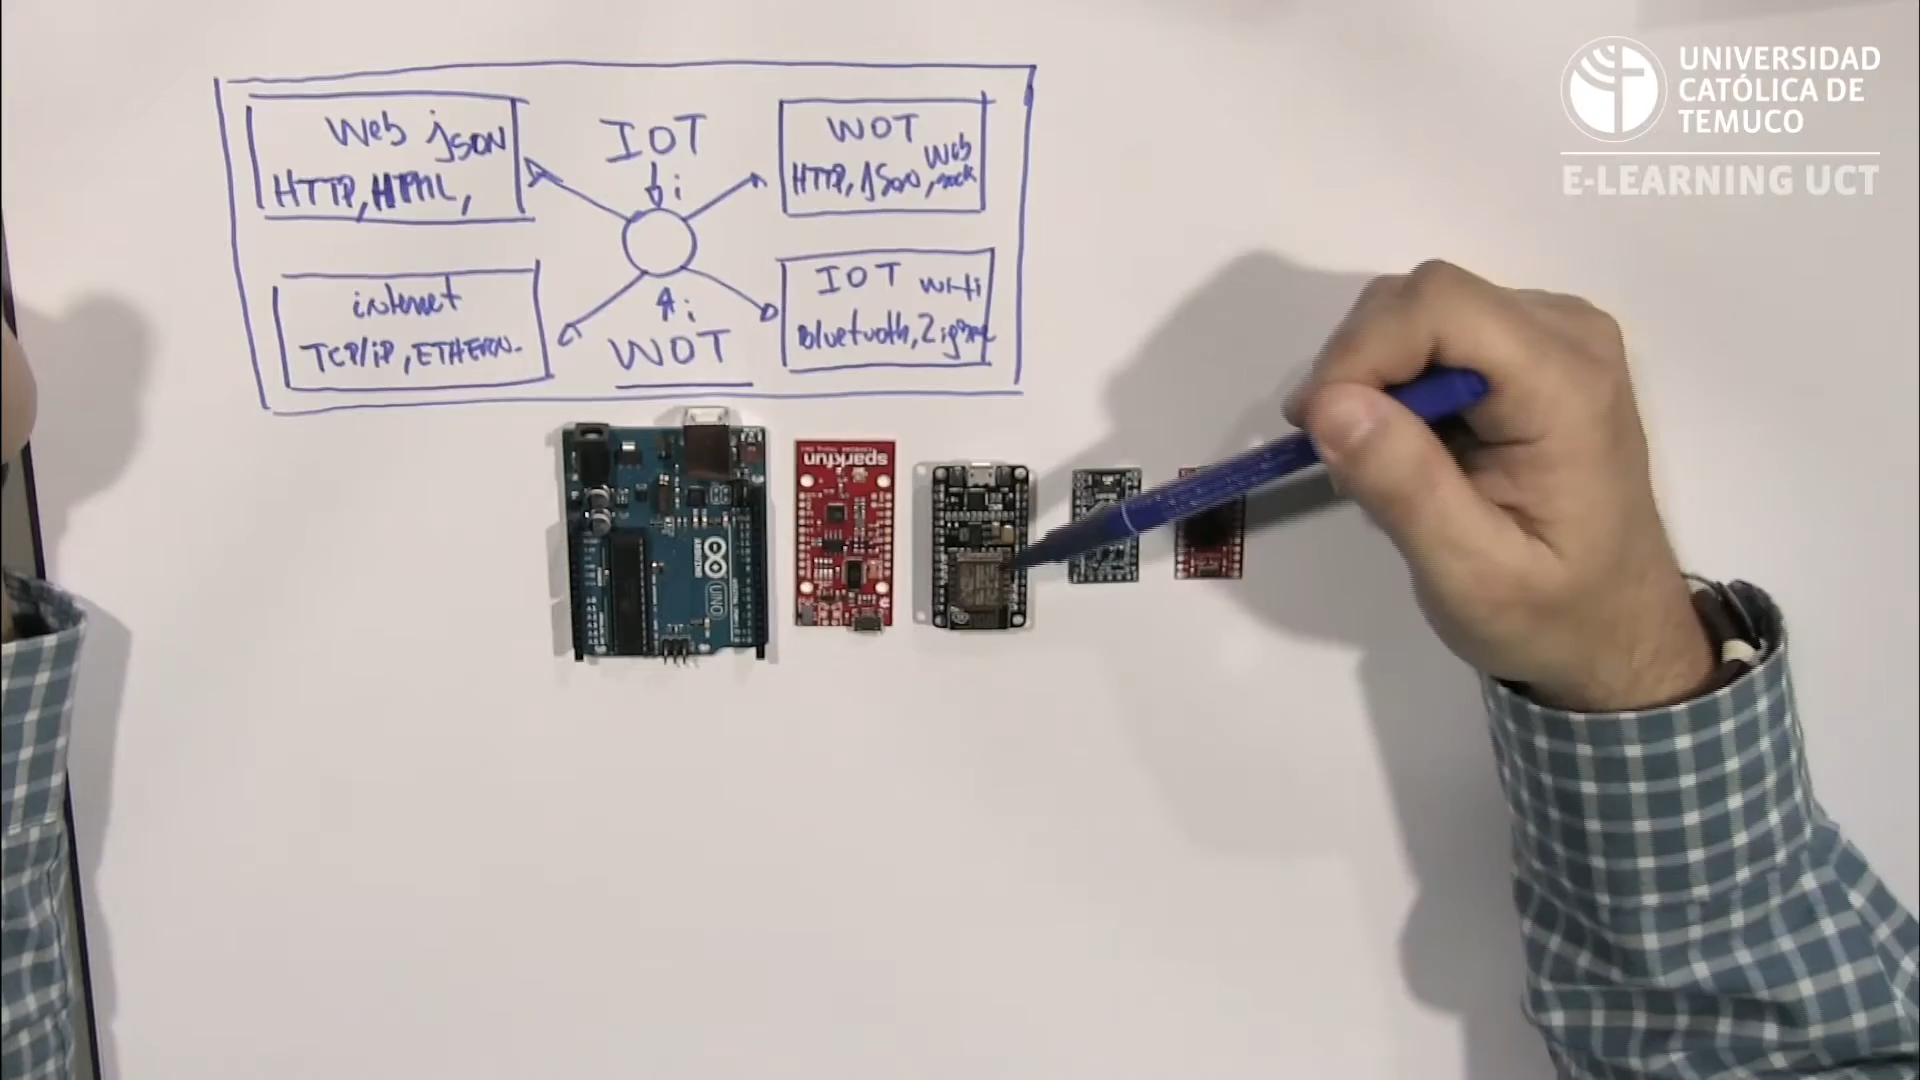 UNIVERSIDAD
CATÓLICA DE
TEMUCO
E-LEARNING UCT
Web json
HTTP, HTML,
IOT
i
WOT
HTTP, JSON, Web
sock
internet
TCP/iP, ETHERN.
i
WOT
IOT Wifi
Bluetooth, Zigbee
sparkfun
ARDUINO
UNO